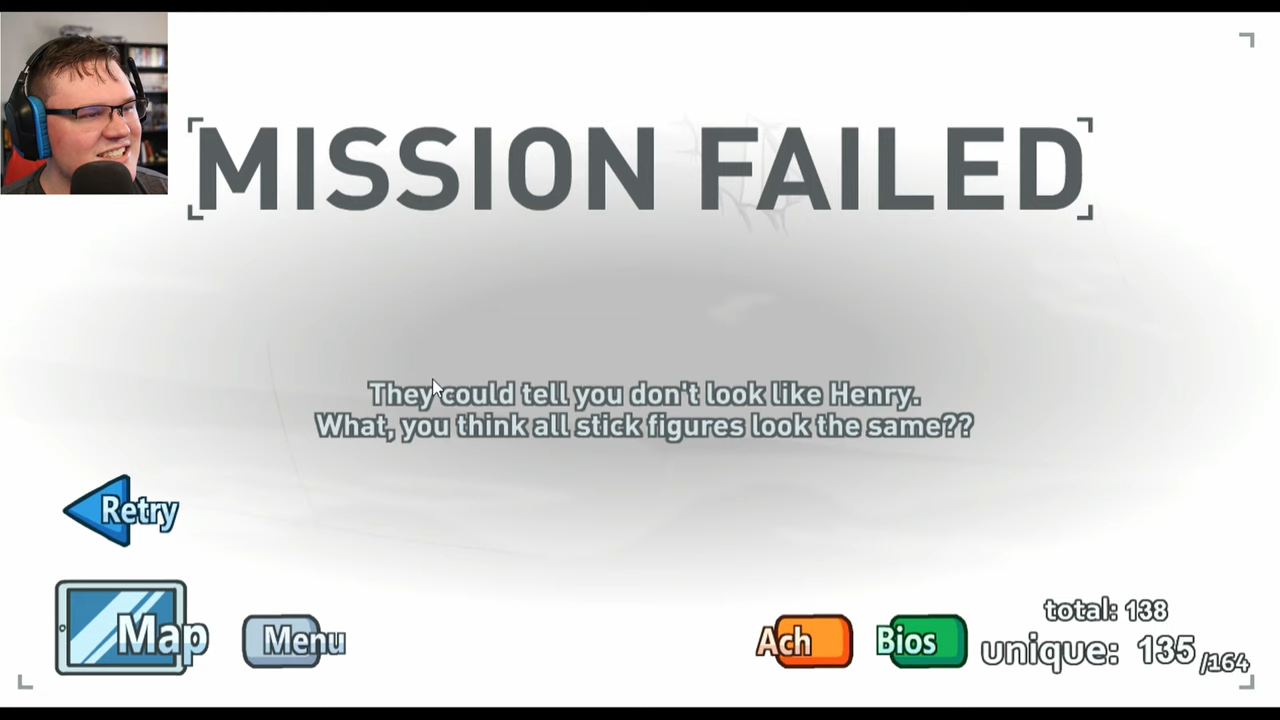 MISSION FAILED
They could tell you don't look like Henry.
What, you think all stick figures look the same??
Retry
Map
Menu
Ach
Bios
total: 138
unique: 135 /164